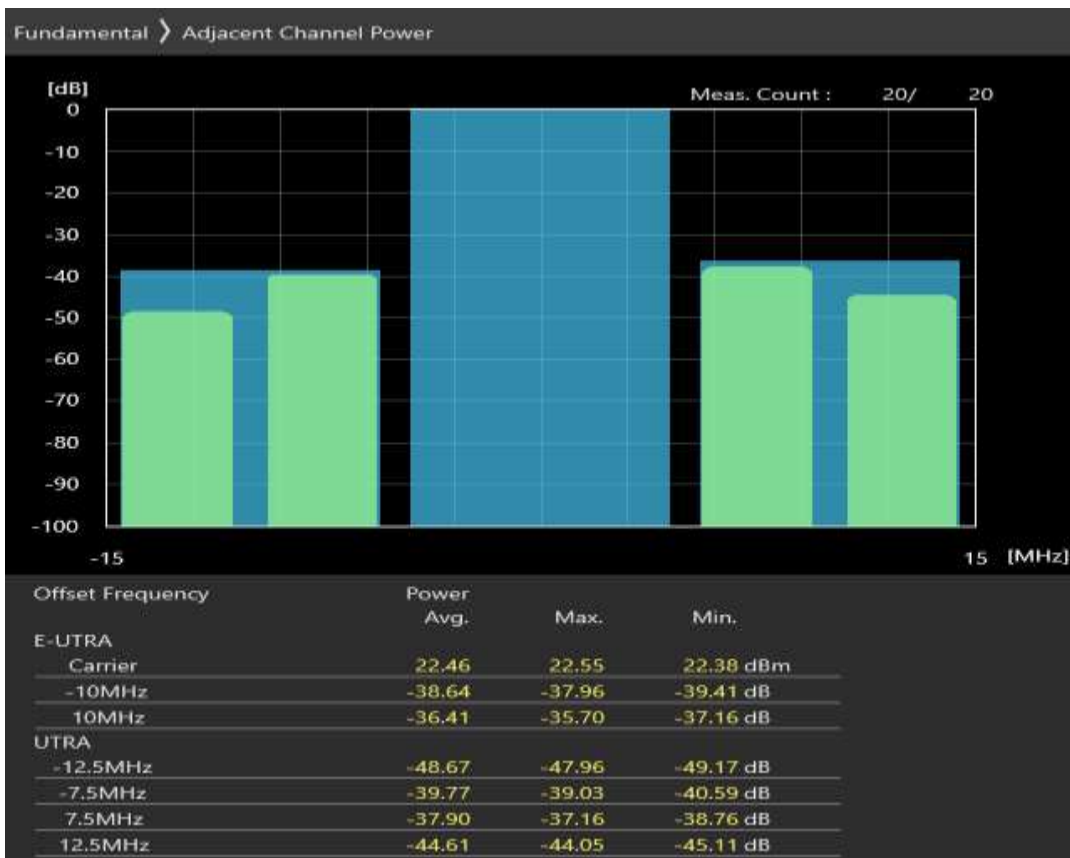 Fundamental ❯ Adjacent Channel Power
[dB]
Meas. Count : 20/ 20
0
-10
-20
-30
-40
-50
-60
-70
-80
-90
-100
-15 15 [MHz]
Offset Frequency Power
Avg. Max. Min.
E-UTRA
Carrier 22.46 22.55 22.38 dBm
-10MHz -38.64 -37.96 -39.41 dB
10MHz -36.41 -35.70 -37.16 dB
UTRA
-12.5MHz -48.67 -47.96 -49.17 dB
-7.5MHz -39.77 -39.03 -40.59 dB
7.5MHz -37.90 -37.16 -38.76 dB
12.5MHz -44.61 -44.05 -45.11 dB